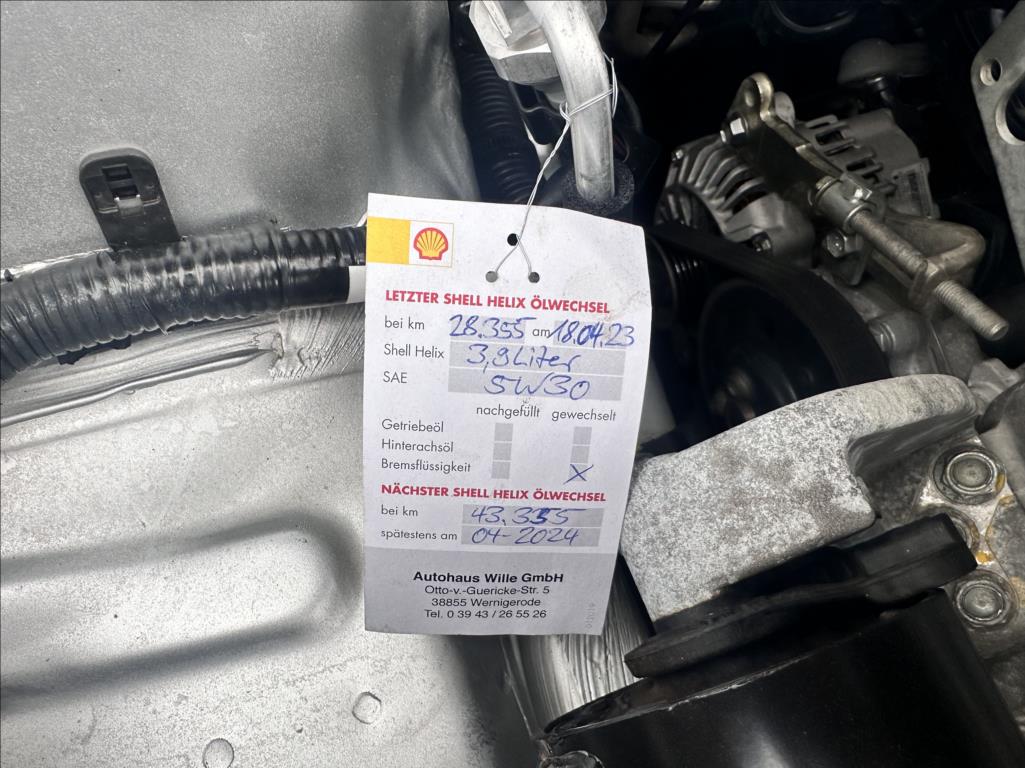 LETZTER SHELL HELIX ÖLWECHSEL
bei km 28.355 am 18.04.23
Shell Helix 3,9 Liter
SAE 5W30
nachgefüllt gewechselt
Getriebeöl
Hinterachsöl
Bremsflüssigkeit X
NÄCHSTER SHELL HELIX ÖLWECHSEL
bei km 43.355
spätestens am 04-2024
Autohaus Wille GmbH
Otto-v.-Guericke-Str. 5
38855 Wernigerode
Tel. 0 39 43 / 26 55 26